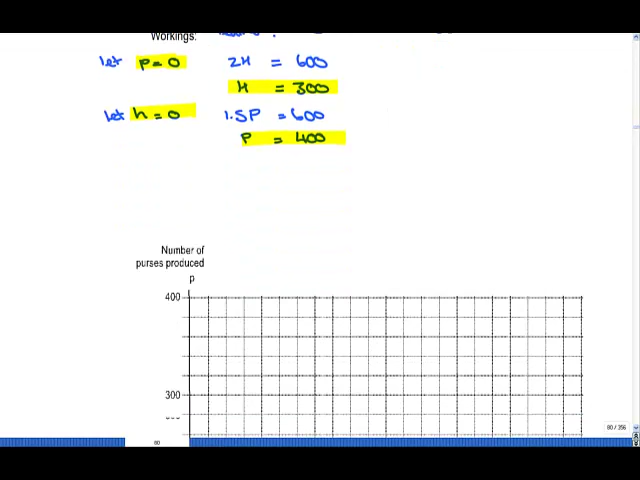 Workings:
let p = 0 2H = 600
H = 300
let h = 0 1.5P = 600
P = 400
Number of
purses produced
p
400
300
80 / 356
80